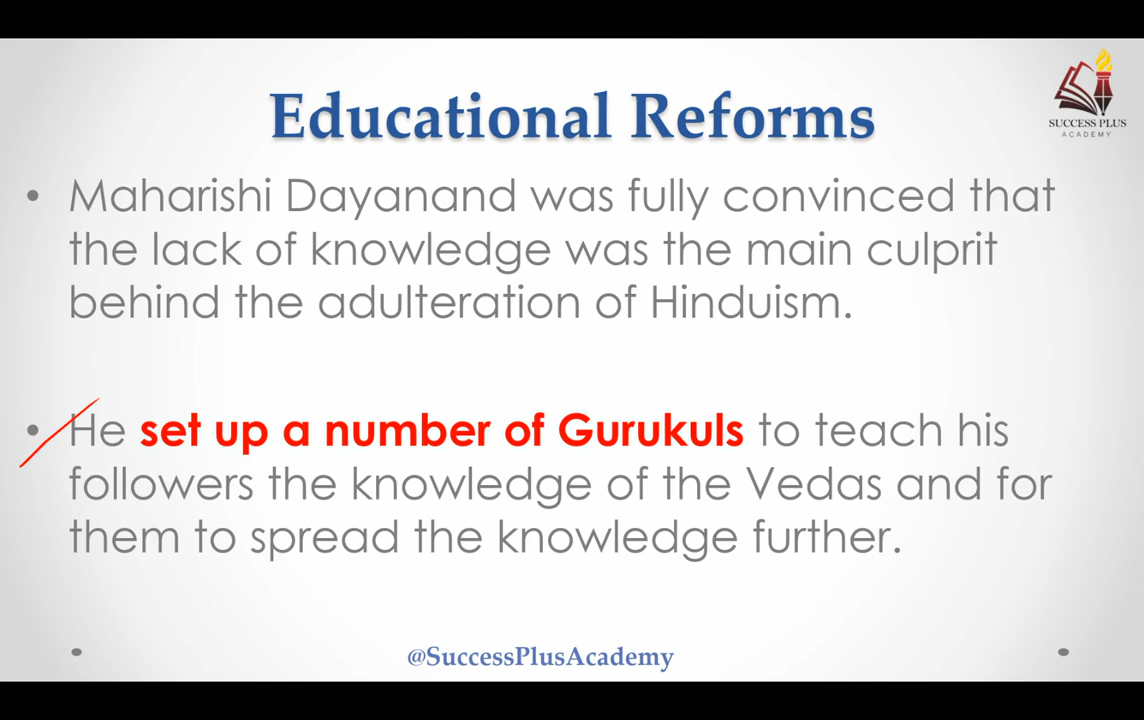 Educational Reforms
SUCCESS PLUS
ACADEMY
• Maharishi Dayanand was fully convinced that
the lack of knowledge was the main culprit
behind the adulteration of Hinduism.
• He set up a number of Gurukuls to teach his
followers the knowledge of the Vedas and for
them to spread the knowledge further.
@SuccessPlusAcademy